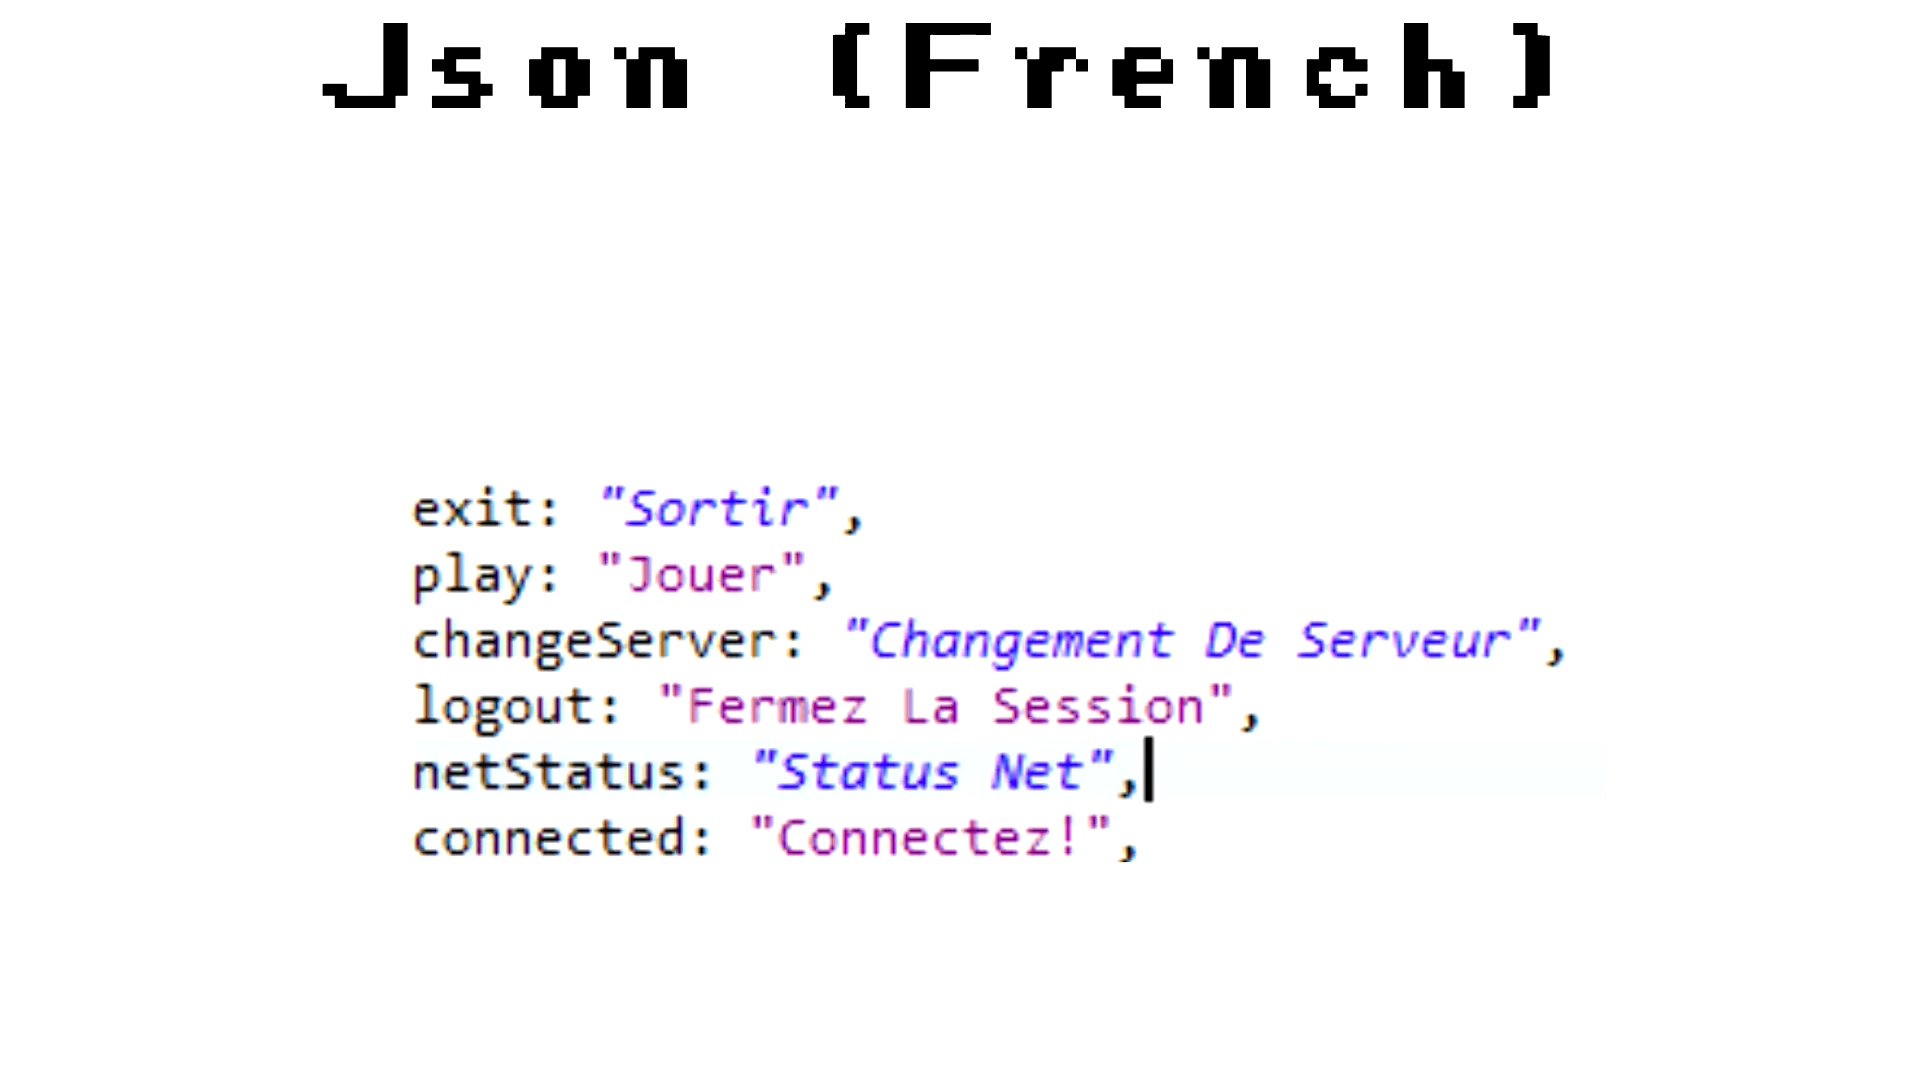 Json (French)
exit: "Sortir",
play: "Jouer",
changeServer: "Changement De Serveur",
logout: "Fermez La Session",
netStatus: "Status Net",
connected: "Connectez!",